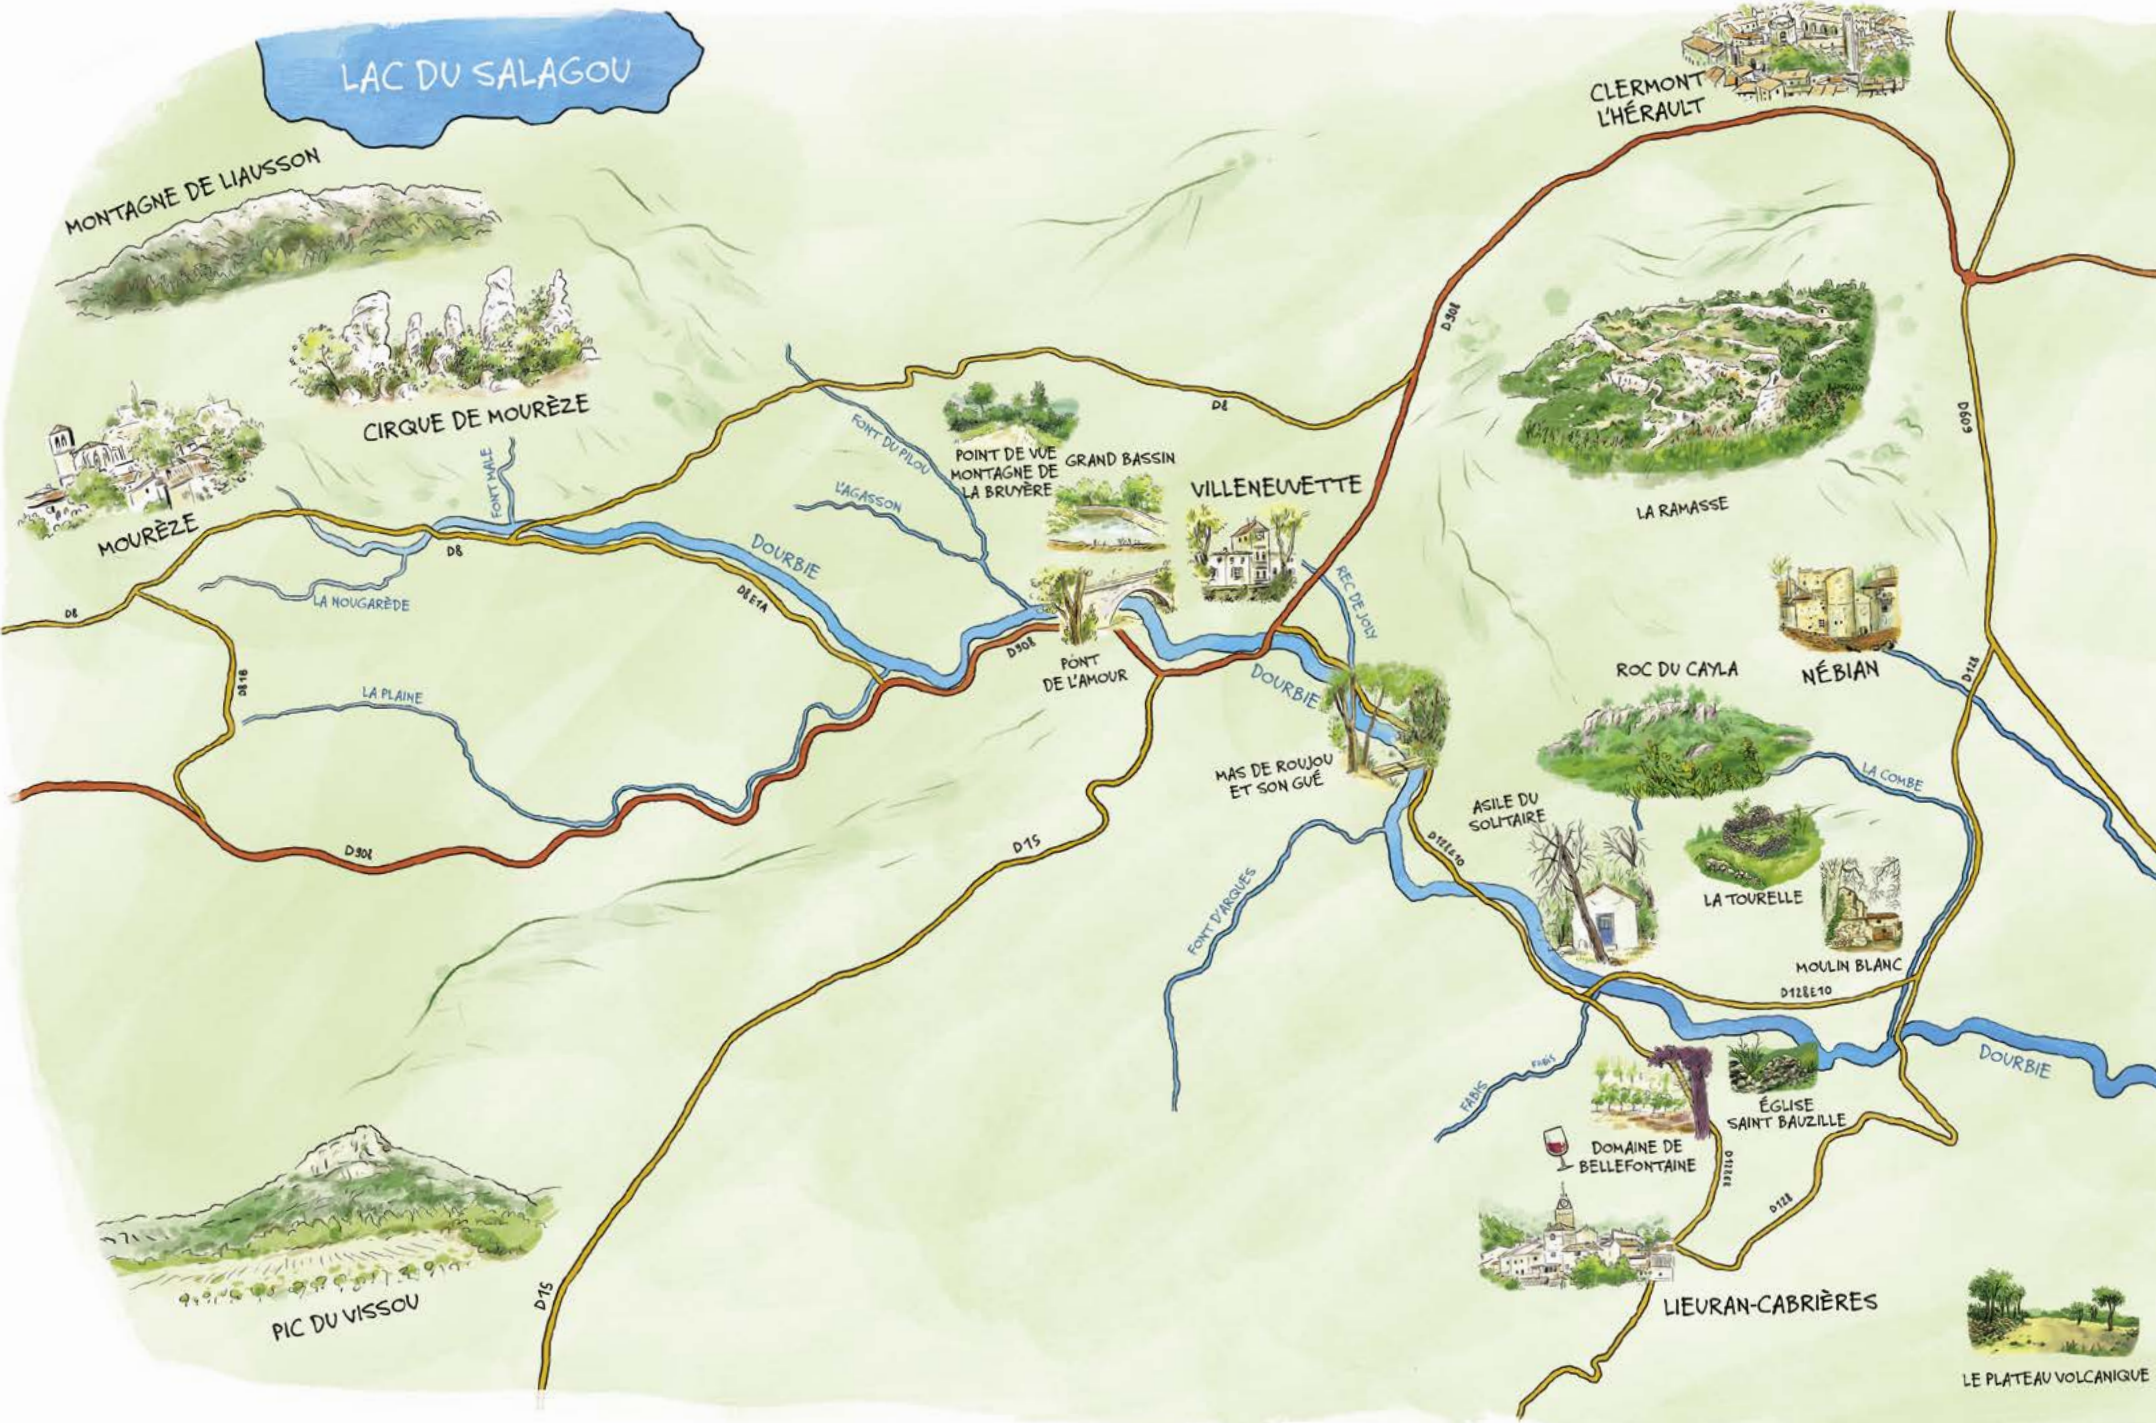 LAC DU SALAGOU
CLERMONT
L'HÉRAULT
MONTAGNE DE LIAUSSON
CIRQUE DE MOURÈZE
MOURÈZE
FONT MALE
D8
LA NOUGARÈDE
D8
D8E1A
DOURBIE
FONT DU PILOU
L'AGASSON
POINT DE VUE
MONTAGNE DE
LA BRUYÈRE
GRAND BASSIN
VILLENEUVETTE
D8
D908
LA RAMASSE
D609
REC DE JOLY
D908
PONT
DE L'AMOUR
DOURBIE
ROC DU CAYLA
NÉBIAN
D128
D818
LA PLAINE
D908
D15
MAS DE ROUJOU
ET SON GUÉ
ASILE DU
SOLITAIRE
LA COMBE
D128E10
LA TOURELLE
FONT D'ARQUES
MOULIN BLANC
D128E10
DOURBIE
FABIS
FABIS
ÉGLISE
SAINT BAUZILLE
DOMAINE DE
BELLEFONTAINE
D128
LIEURAN-CABRIÈRES
PIC DU VISSOU
D15
LE PLATEAU VOLCANIQUE